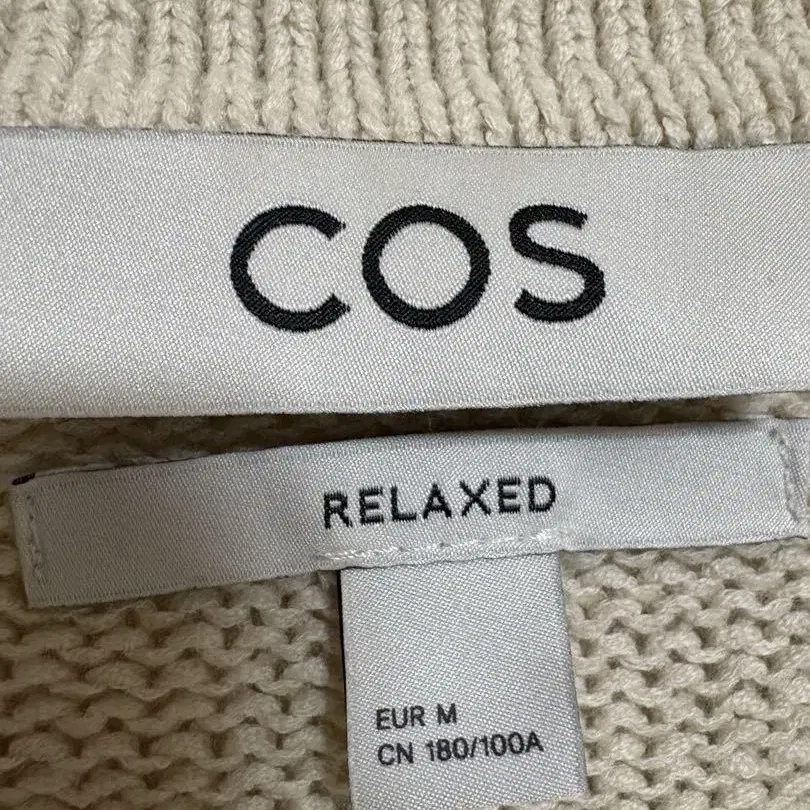 COS
RELAXED
EUR M
CN 180/100A